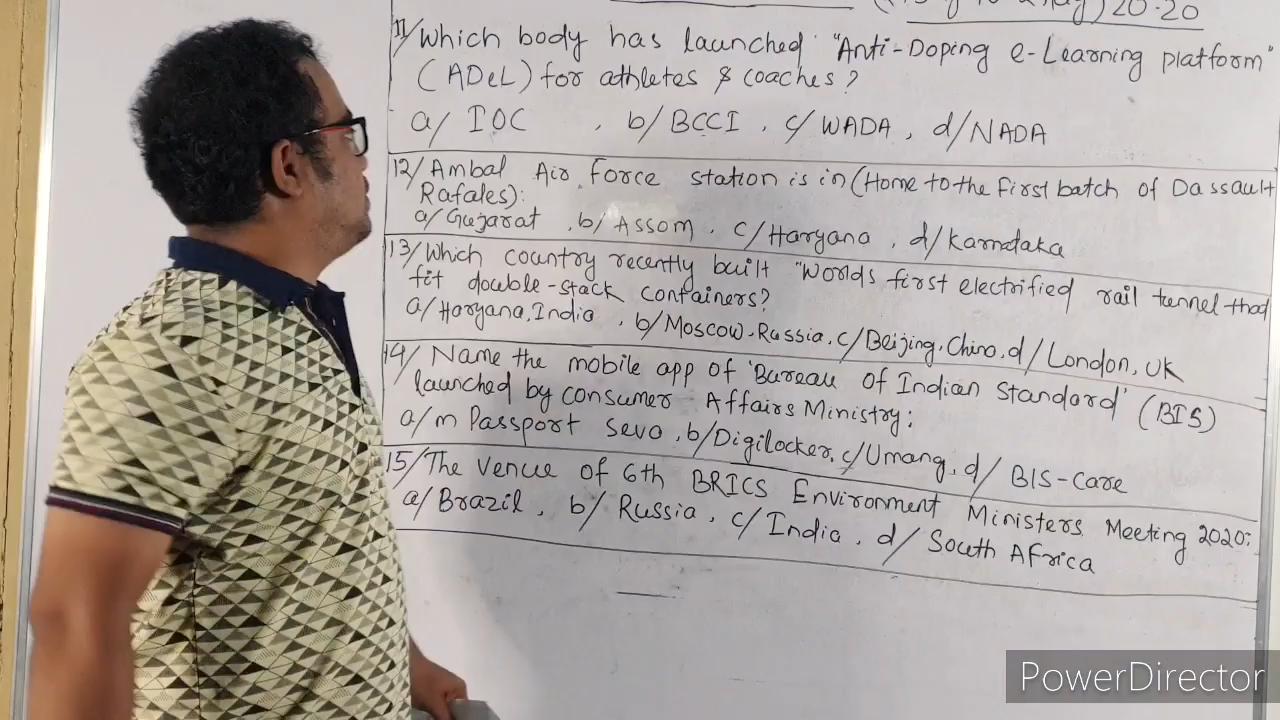 20.20
11/ Which body has launched "Anti-Doping e-Learning platform"
(ADeL) for athletes & coaches?
a/ IOC , b/ BCCI , c/ WADA , d/ NADA
12/ Ambal Air Force station is in (Home to the first batch of Dassault
Rafales):
a/ Gujarat , b/ Assom , c/ Haryana , d/ Karnataka
13/ Which country recently built "Worlds first electrified rail tunnel that
fit double-stack containers?
a/ Haryana, India , b/ Moscow, Russia, c/ Beijing, China, d/ London, UK
14/ Name the mobile app of 'Bureau of Indian Standard' (BIS)
launched by consumer Affairs Ministry:
a/ m Passport Seva , b/ Digilocker, c/ Umang, d/ BIS-Care
15/ The venue of 6th BRICS Environment Ministers Meeting 2020:
a/ Brazil , b/ Russia , c/ India , d/ South Africa
PowerDirector